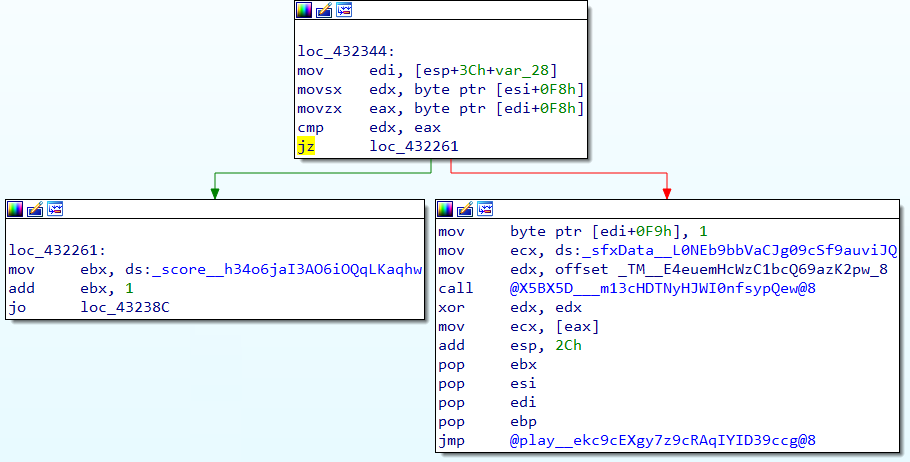 loc_432344:
mov edi, [esp+3Ch+var_28]
movsx edx, byte ptr [esi+0F8h]
movzx eax, byte ptr [edi+0F8h]
cmp edx, eax
jz loc_432261
loc_432261:
mov ebx, ds:_score__h34o6jaI3AO6iOQqLKaqhw
add ebx, 1
jo loc_43238C
mov byte ptr [edi+0F9h], 1
mov ecx, ds:_sfxData__L0NEb9bbVaCJg09cSf9auviJQ
mov edx, offset _TM__E4euemHcWzC1bcQ69azK2pw_8
call @X5BX5D___m13cHDTNyHJWI0nfsypQew@8
xor edx, edx
mov ecx, [eax]
add esp, 2Ch
pop ebx
pop esi
pop edi
pop ebp
jmp @play__ekc9cEXgy7z9cRAqIYID39ccg@8